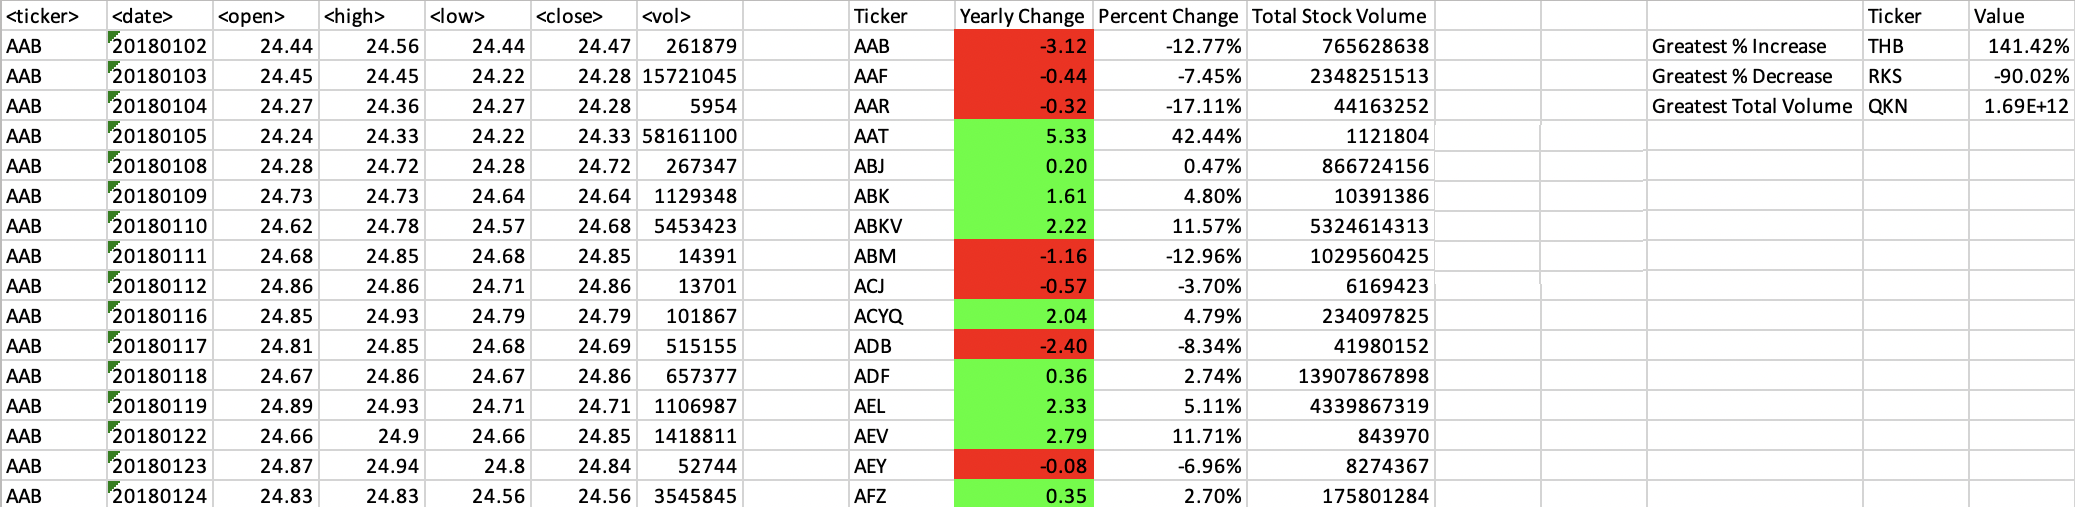 <ticker> <date> <open> <high> <low> <close> <vol> Ticker Yearly Change Percent Change Total Stock Volume Ticker Value
AAB 20180102 24.44 24.56 24.44 24.47 261879 AAB -3.12 -12.77% 765628638 Greatest % Increase THB 141.42%
AAB 20180103 24.45 24.45 24.22 24.28 15721045 AAF -0.44 -7.45% 2348251513 Greatest % Decrease RKS -90.02%
AAB 20180104 24.27 24.36 24.27 24.28 5954 AAR -0.32 -17.11% 44163252 Greatest Total Volume QKN 1.69E+12
AAB 20180105 24.24 24.33 24.22 24.33 58161100 AAT 5.33 42.44% 1121804
AAB 20180108 24.28 24.72 24.28 24.72 267347 ABJ 0.20 0.47% 866724156
AAB 20180109 24.73 24.73 24.64 24.64 1129348 ABK 1.61 4.80% 10391386
AAB 20180110 24.62 24.78 24.57 24.68 5453423 ABKV 2.22 11.57% 5324614313
AAB 20180111 24.68 24.85 24.68 24.85 14391 ABM -1.16 -12.96% 1029560425
AAB 20180112 24.86 24.86 24.71 24.86 13701 ACJ -0.57 -3.70% 6169423
AAB 20180116 24.85 24.93 24.79 24.79 101867 ACYQ 2.04 4.79% 234097825
AAB 20180117 24.81 24.85 24.68 24.69 515155 ADB -2.40 -8.34% 41980152
AAB 20180118 24.67 24.86 24.67 24.86 657377 ADF 0.36 2.74% 13907867898
AAB 20180119 24.89 24.93 24.71 24.71 1106987 AEL 2.33 5.11% 4339867319
AAB 20180122 24.66 24.9 24.66 24.85 1418811 AEV 2.79 11.71% 843970
AAB 20180123 24.87 24.94 24.8 24.84 52744 AEY -0.08 -6.96% 8274367
AAB 20180124 24.83 24.83 24.56 24.56 3545845 AFZ 0.35 2.70% 175801284